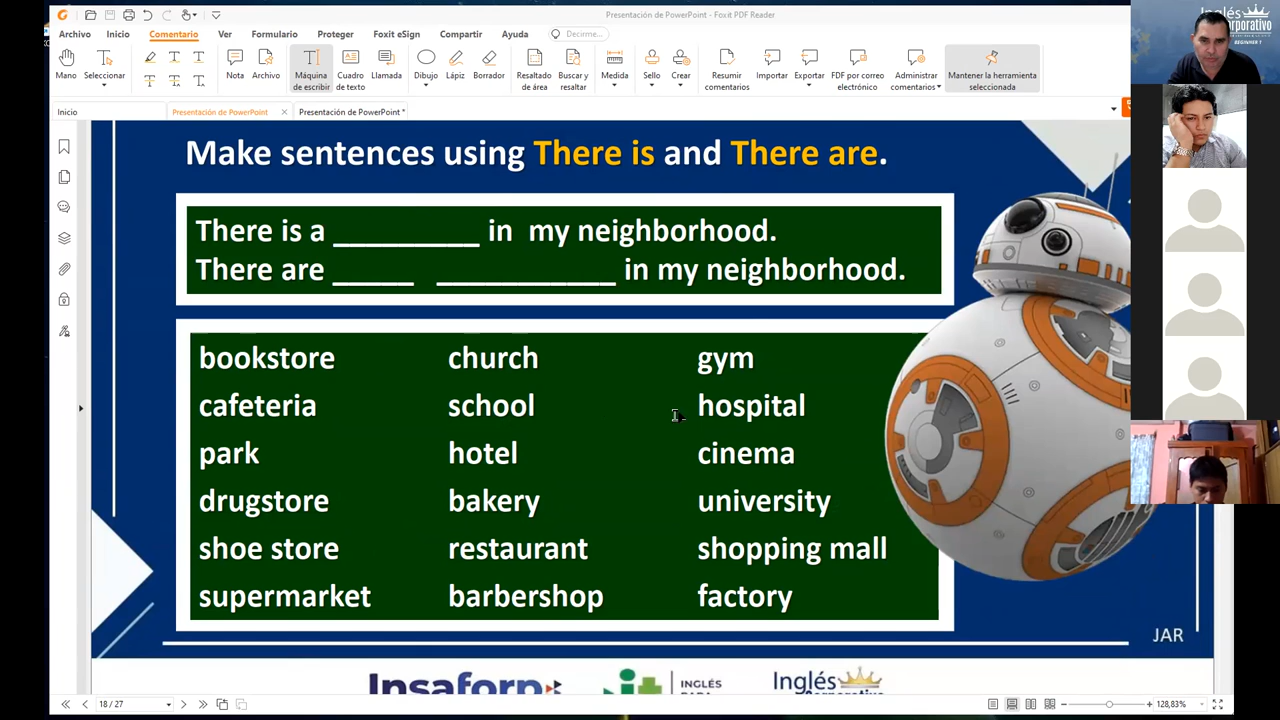 Presentación de PowerPoint - Foxit PDF Reader
Archivo Inicio Comentario Ver Formulario Proteger Foxit eSign Compartir Ayuda Decirme...
Mano Seleccionar Nota Archivo Máquina de escribir Cuadro de texto Llamada Dibujo Lápiz Borrador Resaltado de área Buscar y resaltar Medida Sello Crear Resumir comentarios Importar Exportar FDF por correo electrónico Administrar comentarios Mantener la herramienta seleccionada
Inicio Presentación de PowerPoint Presentación de PowerPoint *
Make sentences using There is and There are.
There is a __________ in my neighborhood.
There are ______ ____________ in my neighborhood.
bookstore church gym
cafeteria school hospital
park hotel cinema
drugstore bakery university
shoe store restaurant shopping mall
supermarket barbershop factory
JAR
Insaforp INGLÉS Inglés
18 / 27 128,83%
Inglés
BEGINNER 1